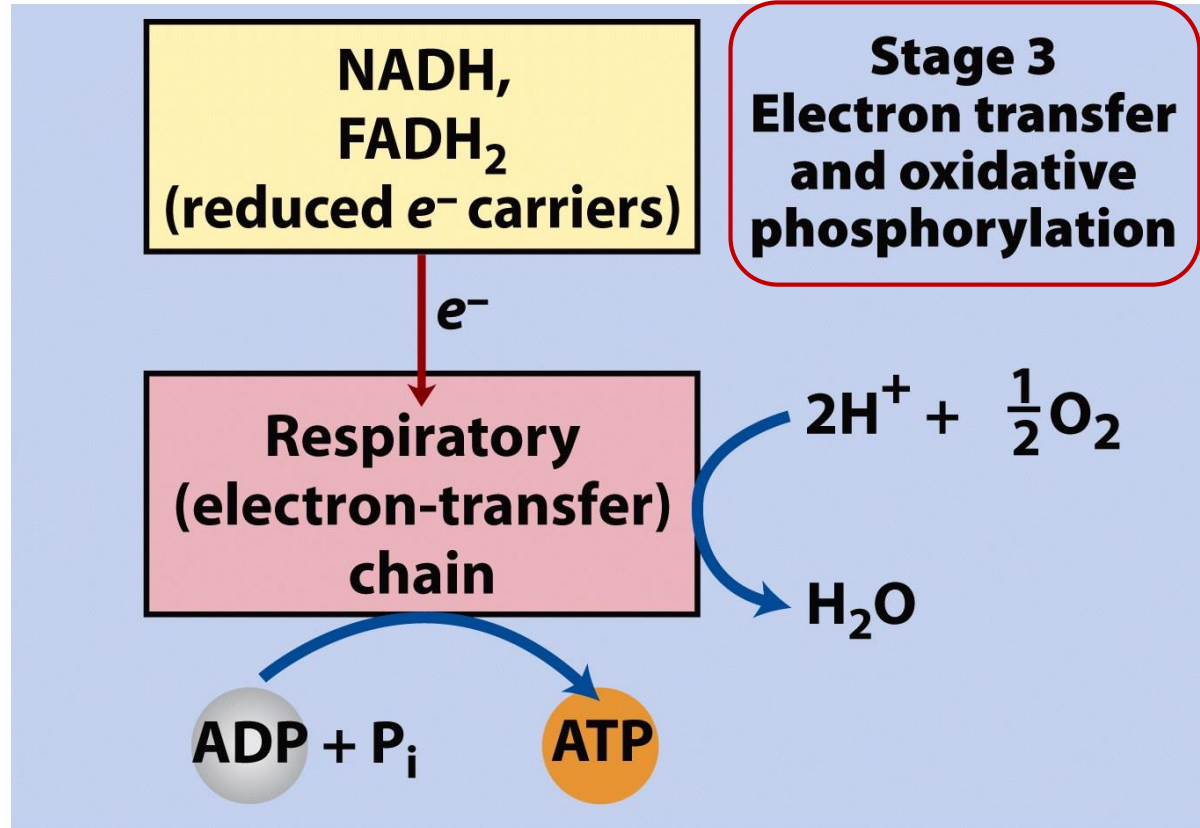 NADH,
FADH₂
(reduced e⁻ carriers)
Stage 3
Electron transfer
and oxidative
phosphorylation
e⁻
Respiratory
(electron-transfer)
chain
2H⁺ + ½O₂
H₂O
ADP + Pᵢ
ATP